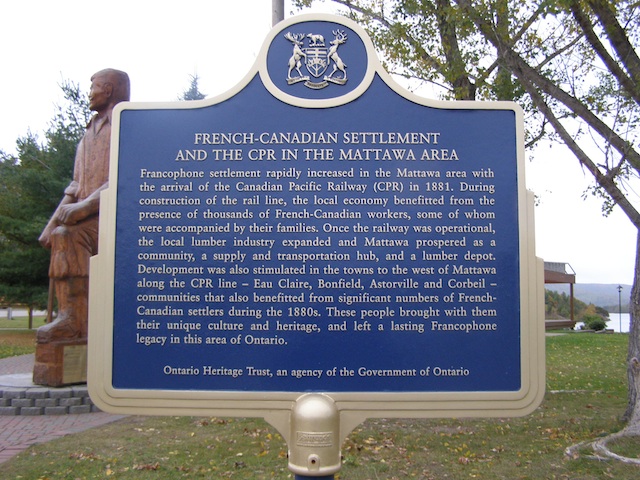 FRENCH-CANADIAN SETTLEMENT
AND THE CPR IN THE MATTAWA AREA
Francophone settlement rapidly increased in the Mattawa area with
the arrival of the Canadian Pacific Railway (CPR) in 1881. During
construction of the rail line, the local economy benefitted from the
presence of thousands of French-Canadian workers, some of whom
were accompanied by their families. Once the railway was operational,
the local lumber industry expanded and Mattawa prospered as a
community, a supply and transportation hub, and a lumber depot.
Development was also stimulated in the towns to the west of Mattawa
along the CPR line – Eau Claire, Bonfield, Astorville and Corbeil –
communities that also benefitted from significant numbers of French-
Canadian settlers during the 1880s. These people brought with them
their unique culture and heritage, and left a lasting Francophone
legacy in this area of Ontario.
Ontario Heritage Trust, an agency of the Government of Ontario